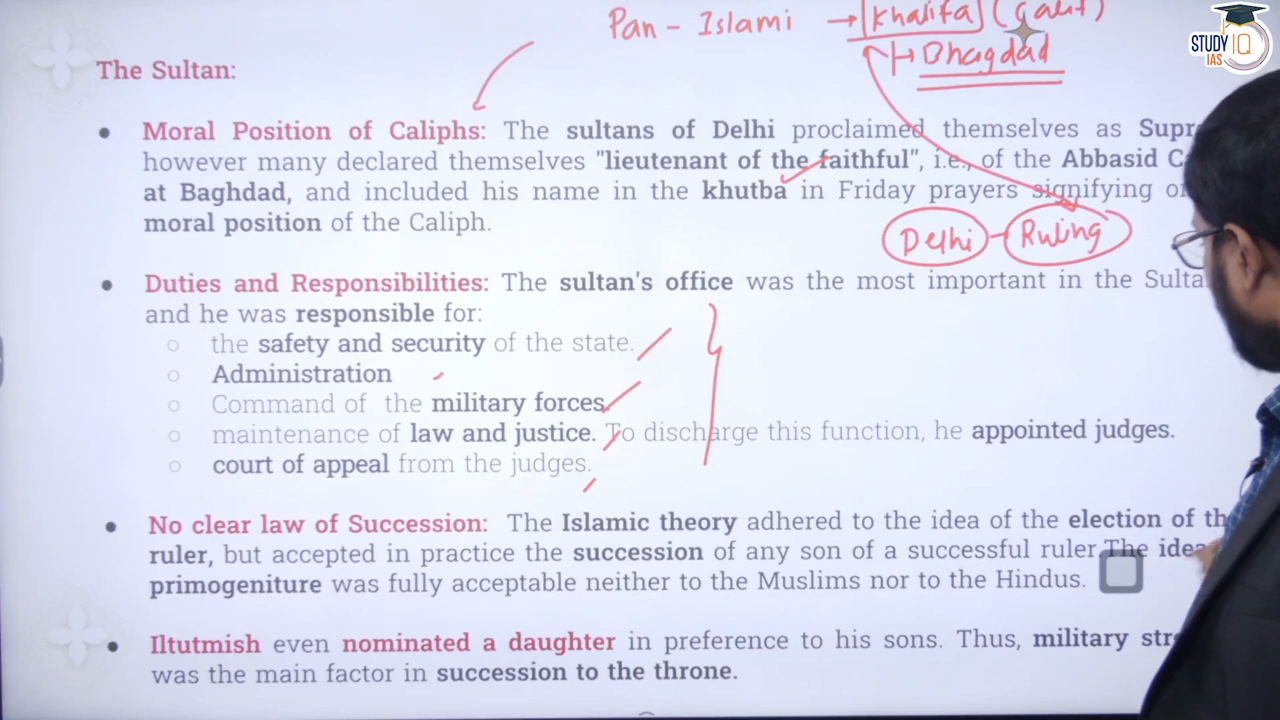 Pan - Islami → Khalifa
Bhagdad
STUDY IQ
IAS
The Sultan:
• Moral Position of Caliphs: The sultans of Delhi proclaimed themselves as
however many declared themselves "lieutenant of the faithful", i.e., of the Abbasid
at Baghdad, and included his name in the khutba in Friday prayers signifying
moral position of the Caliph.
Delhi - Ruling
• Duties and Responsibilities: The sultan's office was the most important in the
and he was responsible for:
○ the safety and security of the state.
○ Administration
○ Command of the military forces.
○ maintenance of law and justice. To discharge this function, he appointed judges.
○ court of appeal from the judges.
• No clear law of Succession: The Islamic theory adhered to the idea of the election of
ruler, but accepted in practice the succession of any son of a successful ruler The
primogeniture was fully acceptable neither to the Muslims nor to the Hindus.
• Iltutmish even nominated a daughter in preference to his sons. Thus, military
was the main factor in succession to the throne.